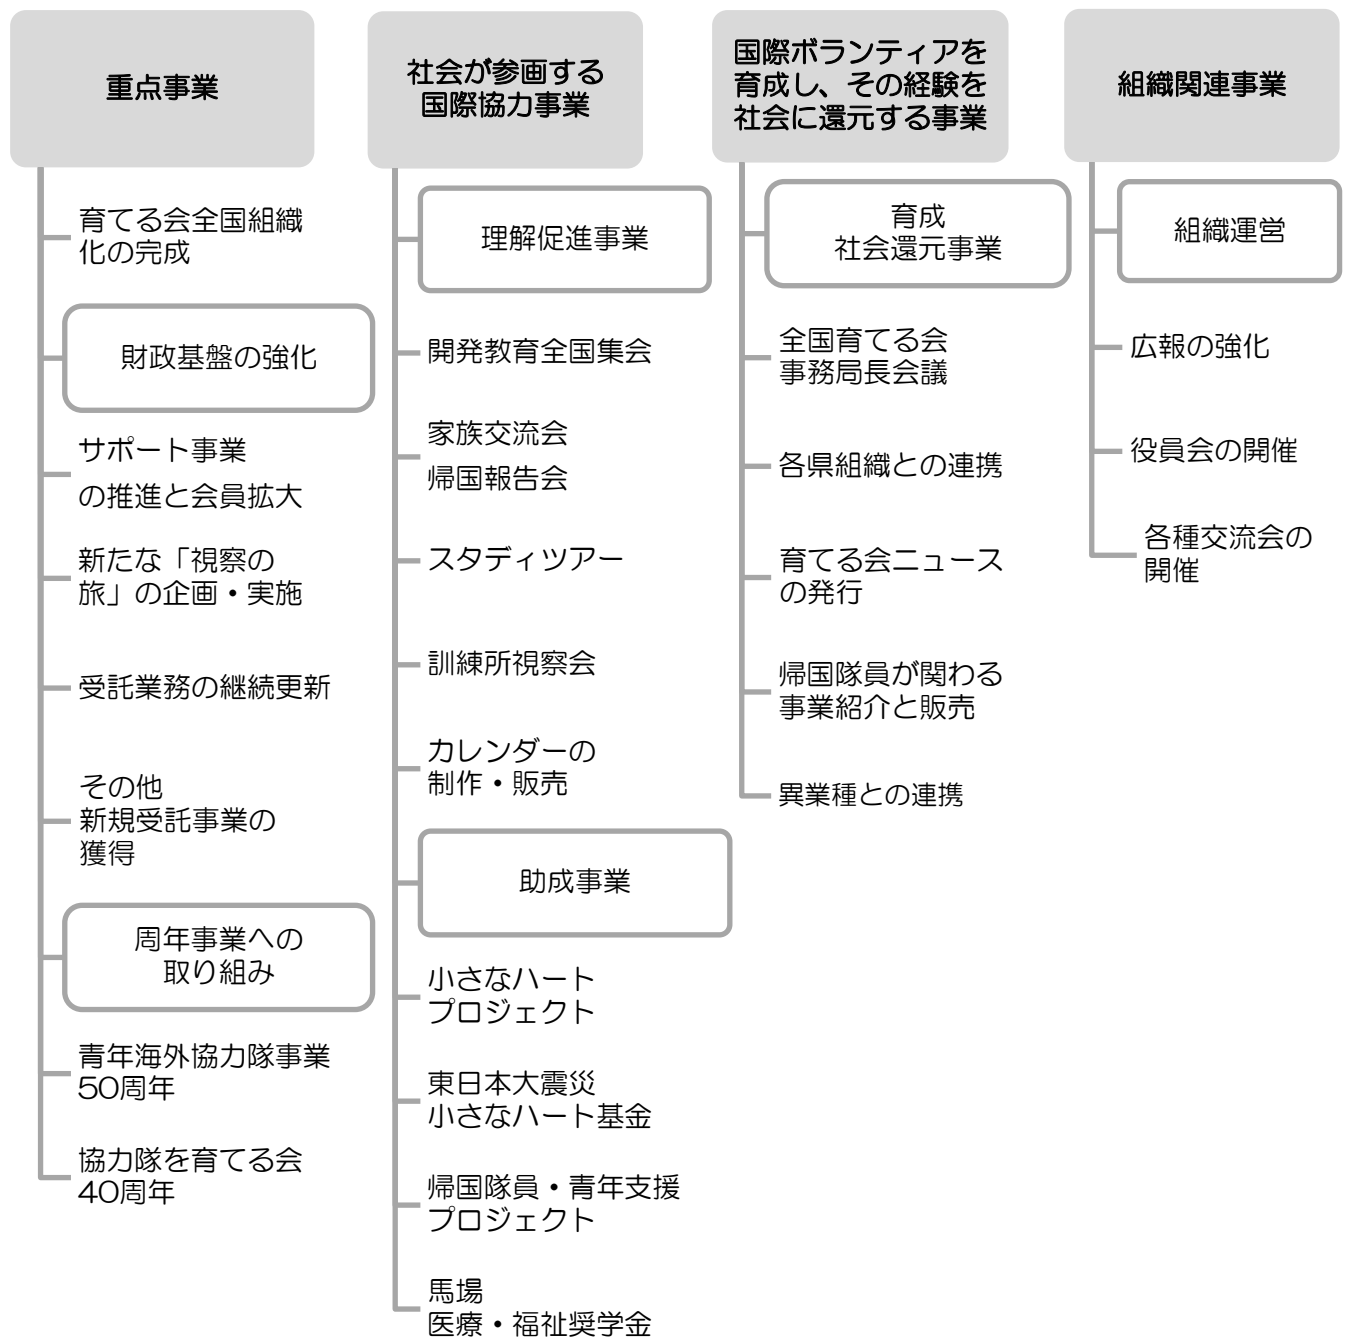 重点事業
育てる会全国組織
化の完成
財政基盤の強化
サポート事業
の推進と会員拡大
新たな「視察の
旅」の企画・実施
受託業務の継続更新
その他
新規受託事業の
獲得
周年事業への
取り組み
青年海外協力隊事業
50周年
協力隊を育てる会
40周年
社会が参画する
国際協力事業
理解促進事業
開発教育全国集会
家族交流会
帰国報告会
スタディツアー
訓練所視察会
カレンダーの
制作・販売
助成事業
小さなハート
プロジェクト
東日本大震災
小さなハート基金
帰国隊員・青年支援
プロジェクト
馬場
医療・福祉奨学金
国際ボランティアを
育成し、その経験を
社会に還元する事業
育成
社会還元事業
全国育てる会
事務局長会議
各県組織との連携
育てる会ニュース
の発行
帰国隊員が関わる
事業紹介と販売
異業種との連携
組織関連事業
組織運営
広報の強化
役員会の開催
各種交流会の
開催